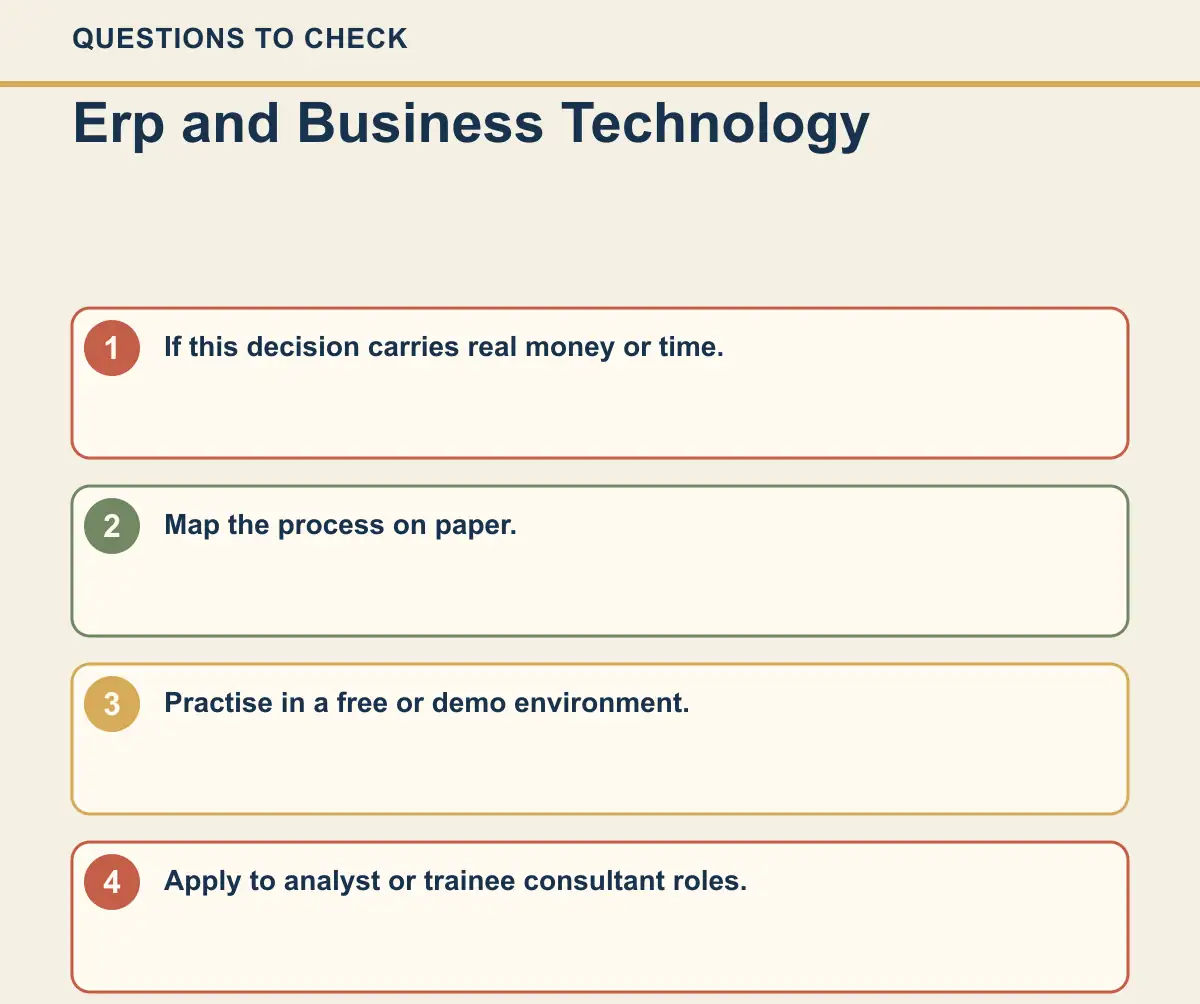 QUESTIONS TO CHECK
Erp and Business Technology
1 If this decision carries real money or time.
2 Map the process on paper.
3 Practise in a free or demo environment.
4 Apply to analyst or trainee consultant roles.